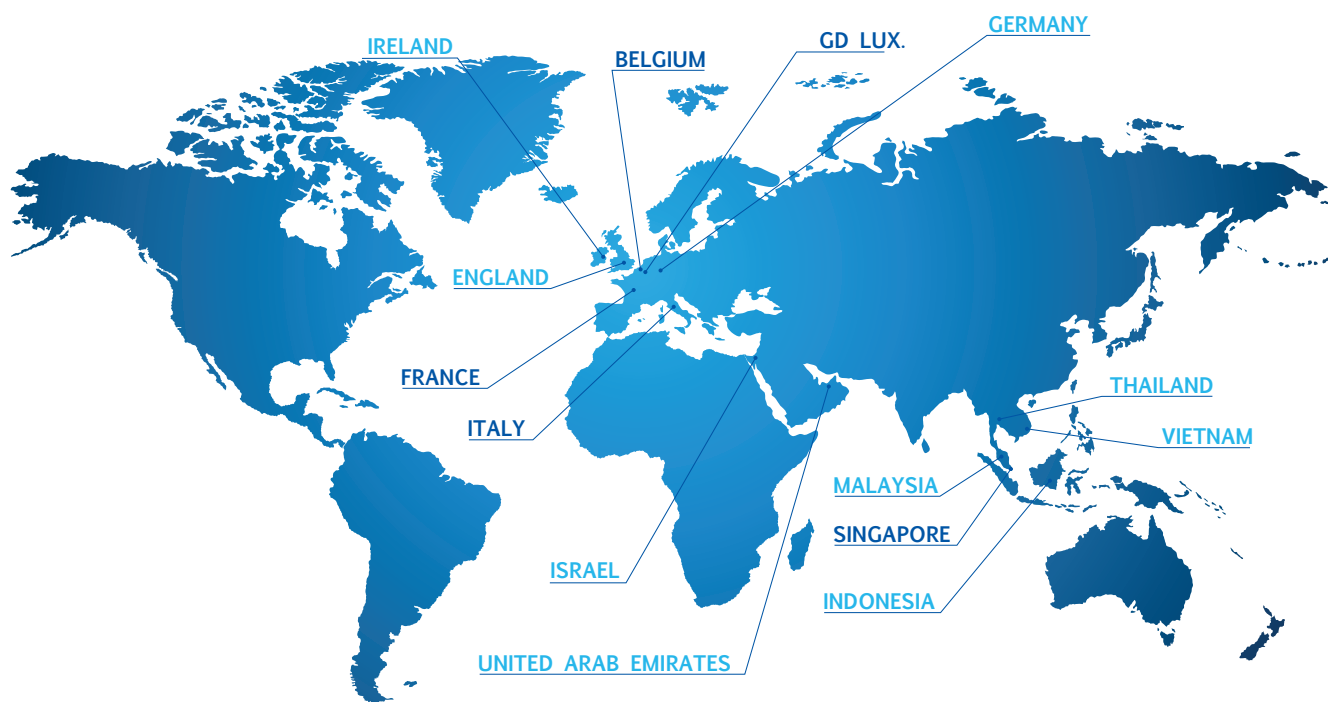 GERMANY
GD LUX.
IRELAND
BELGIUM
ENGLAND
FRANCE
THAILAND
ITALY
VIETNAM
MALAYSIA
SINGAPORE
ISRAEL
INDONESIA
UNITED ARAB EMIRATES